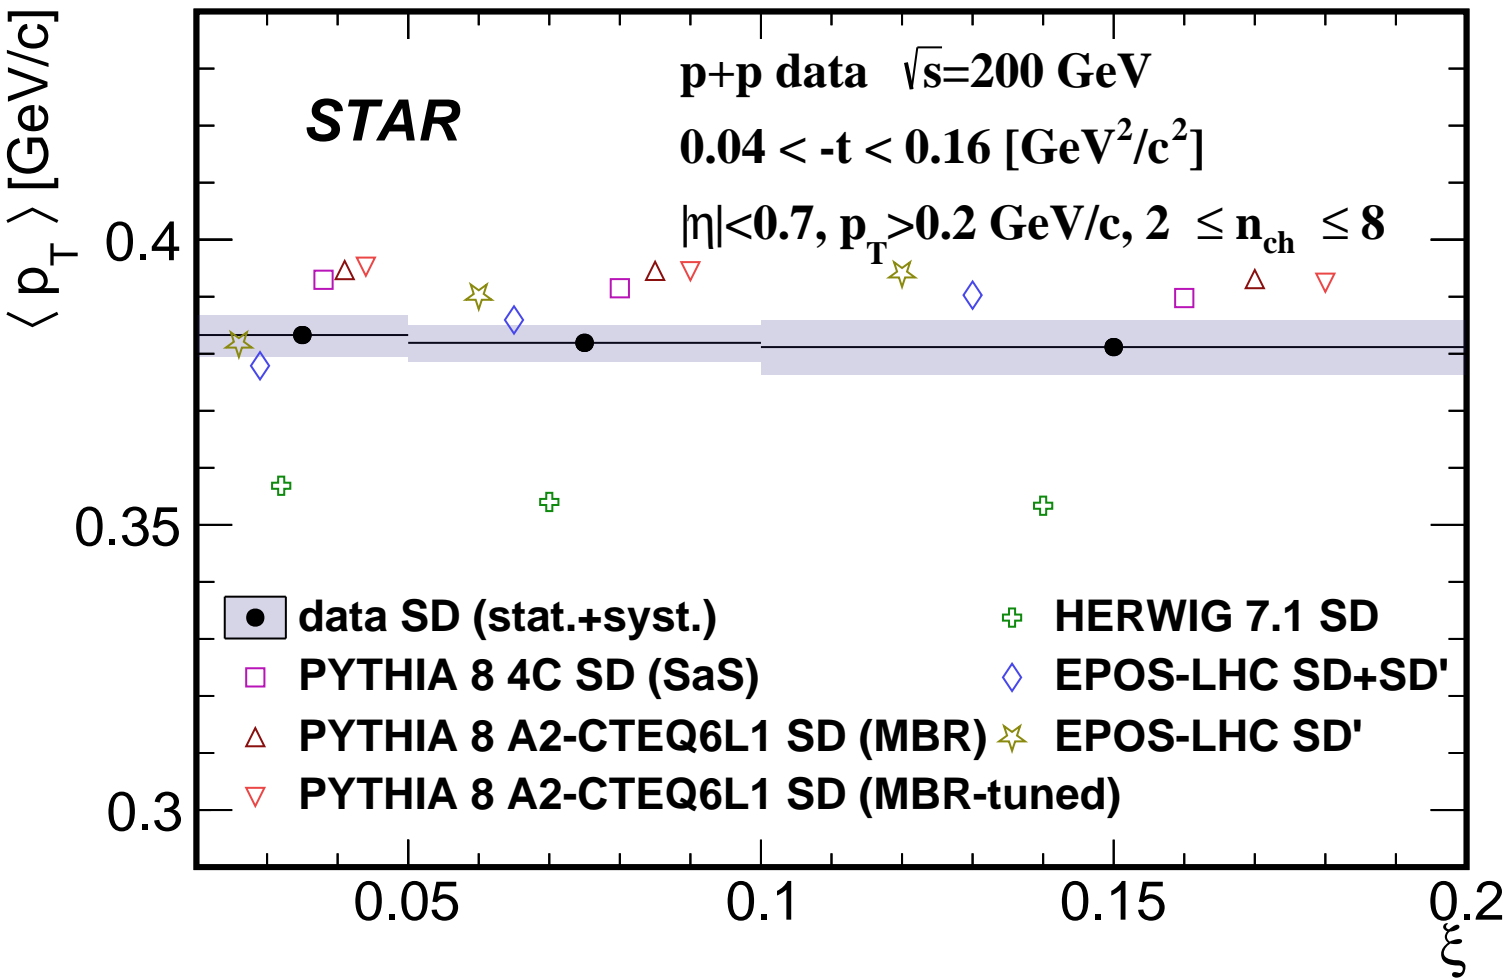 ⟨ p_T ⟩ [GeV/c]
STAR
p+p data √s=200 GeV
0.04 < -t < 0.16 [GeV²/c²]
|η|<0.7, p_T>0.2 GeV/c, 2 ≤ n_ch ≤ 8
0.4
0.35
0.3
data SD (stat.+syst.)
PYTHIA 8 4C SD (SaS)
PYTHIA 8 A2-CTEQ6L1 SD (MBR)
PYTHIA 8 A2-CTEQ6L1 SD (MBR-tuned)
HERWIG 7.1 SD
EPOS-LHC SD+SD'
EPOS-LHC SD'
0.05 0.1 0.15 0.2
ξ